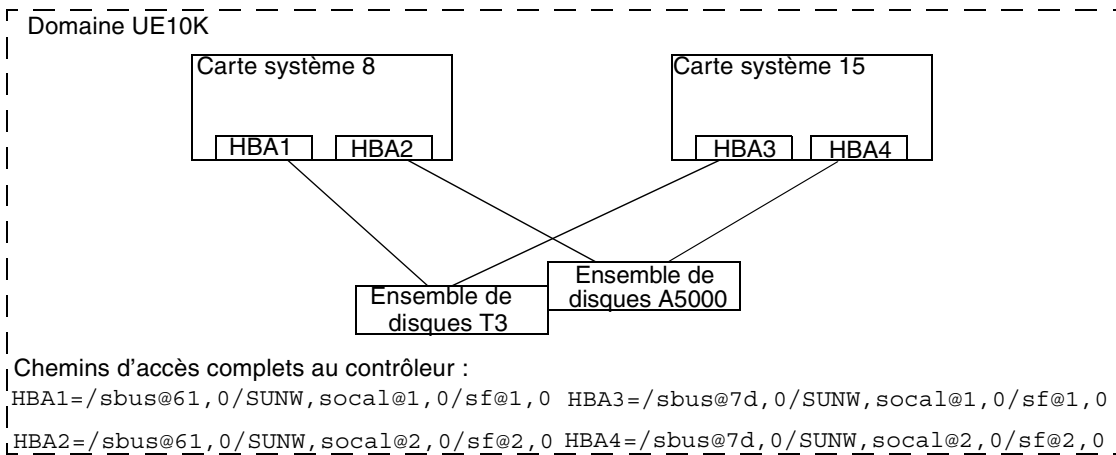 Domaine UE10K
Carte système 8
Carte système 15
HBA1
HBA2
HBA3
HBA4
Ensemble de
disques A5000
Ensemble de
disques T3
Chemins d'accès complets au contrôleur :
HBA1=/sbus@61,0/SUNW,socal@1,0/sf@1,0 HBA3=/sbus@7d,0/SUNW,socal@1,0/sf@1,0
HBA2=/sbus@61,0/SUNW,socal@2,0/sf@2,0 HBA4=/sbus@7d,0/SUNW,socal@2,0/sf@2,0